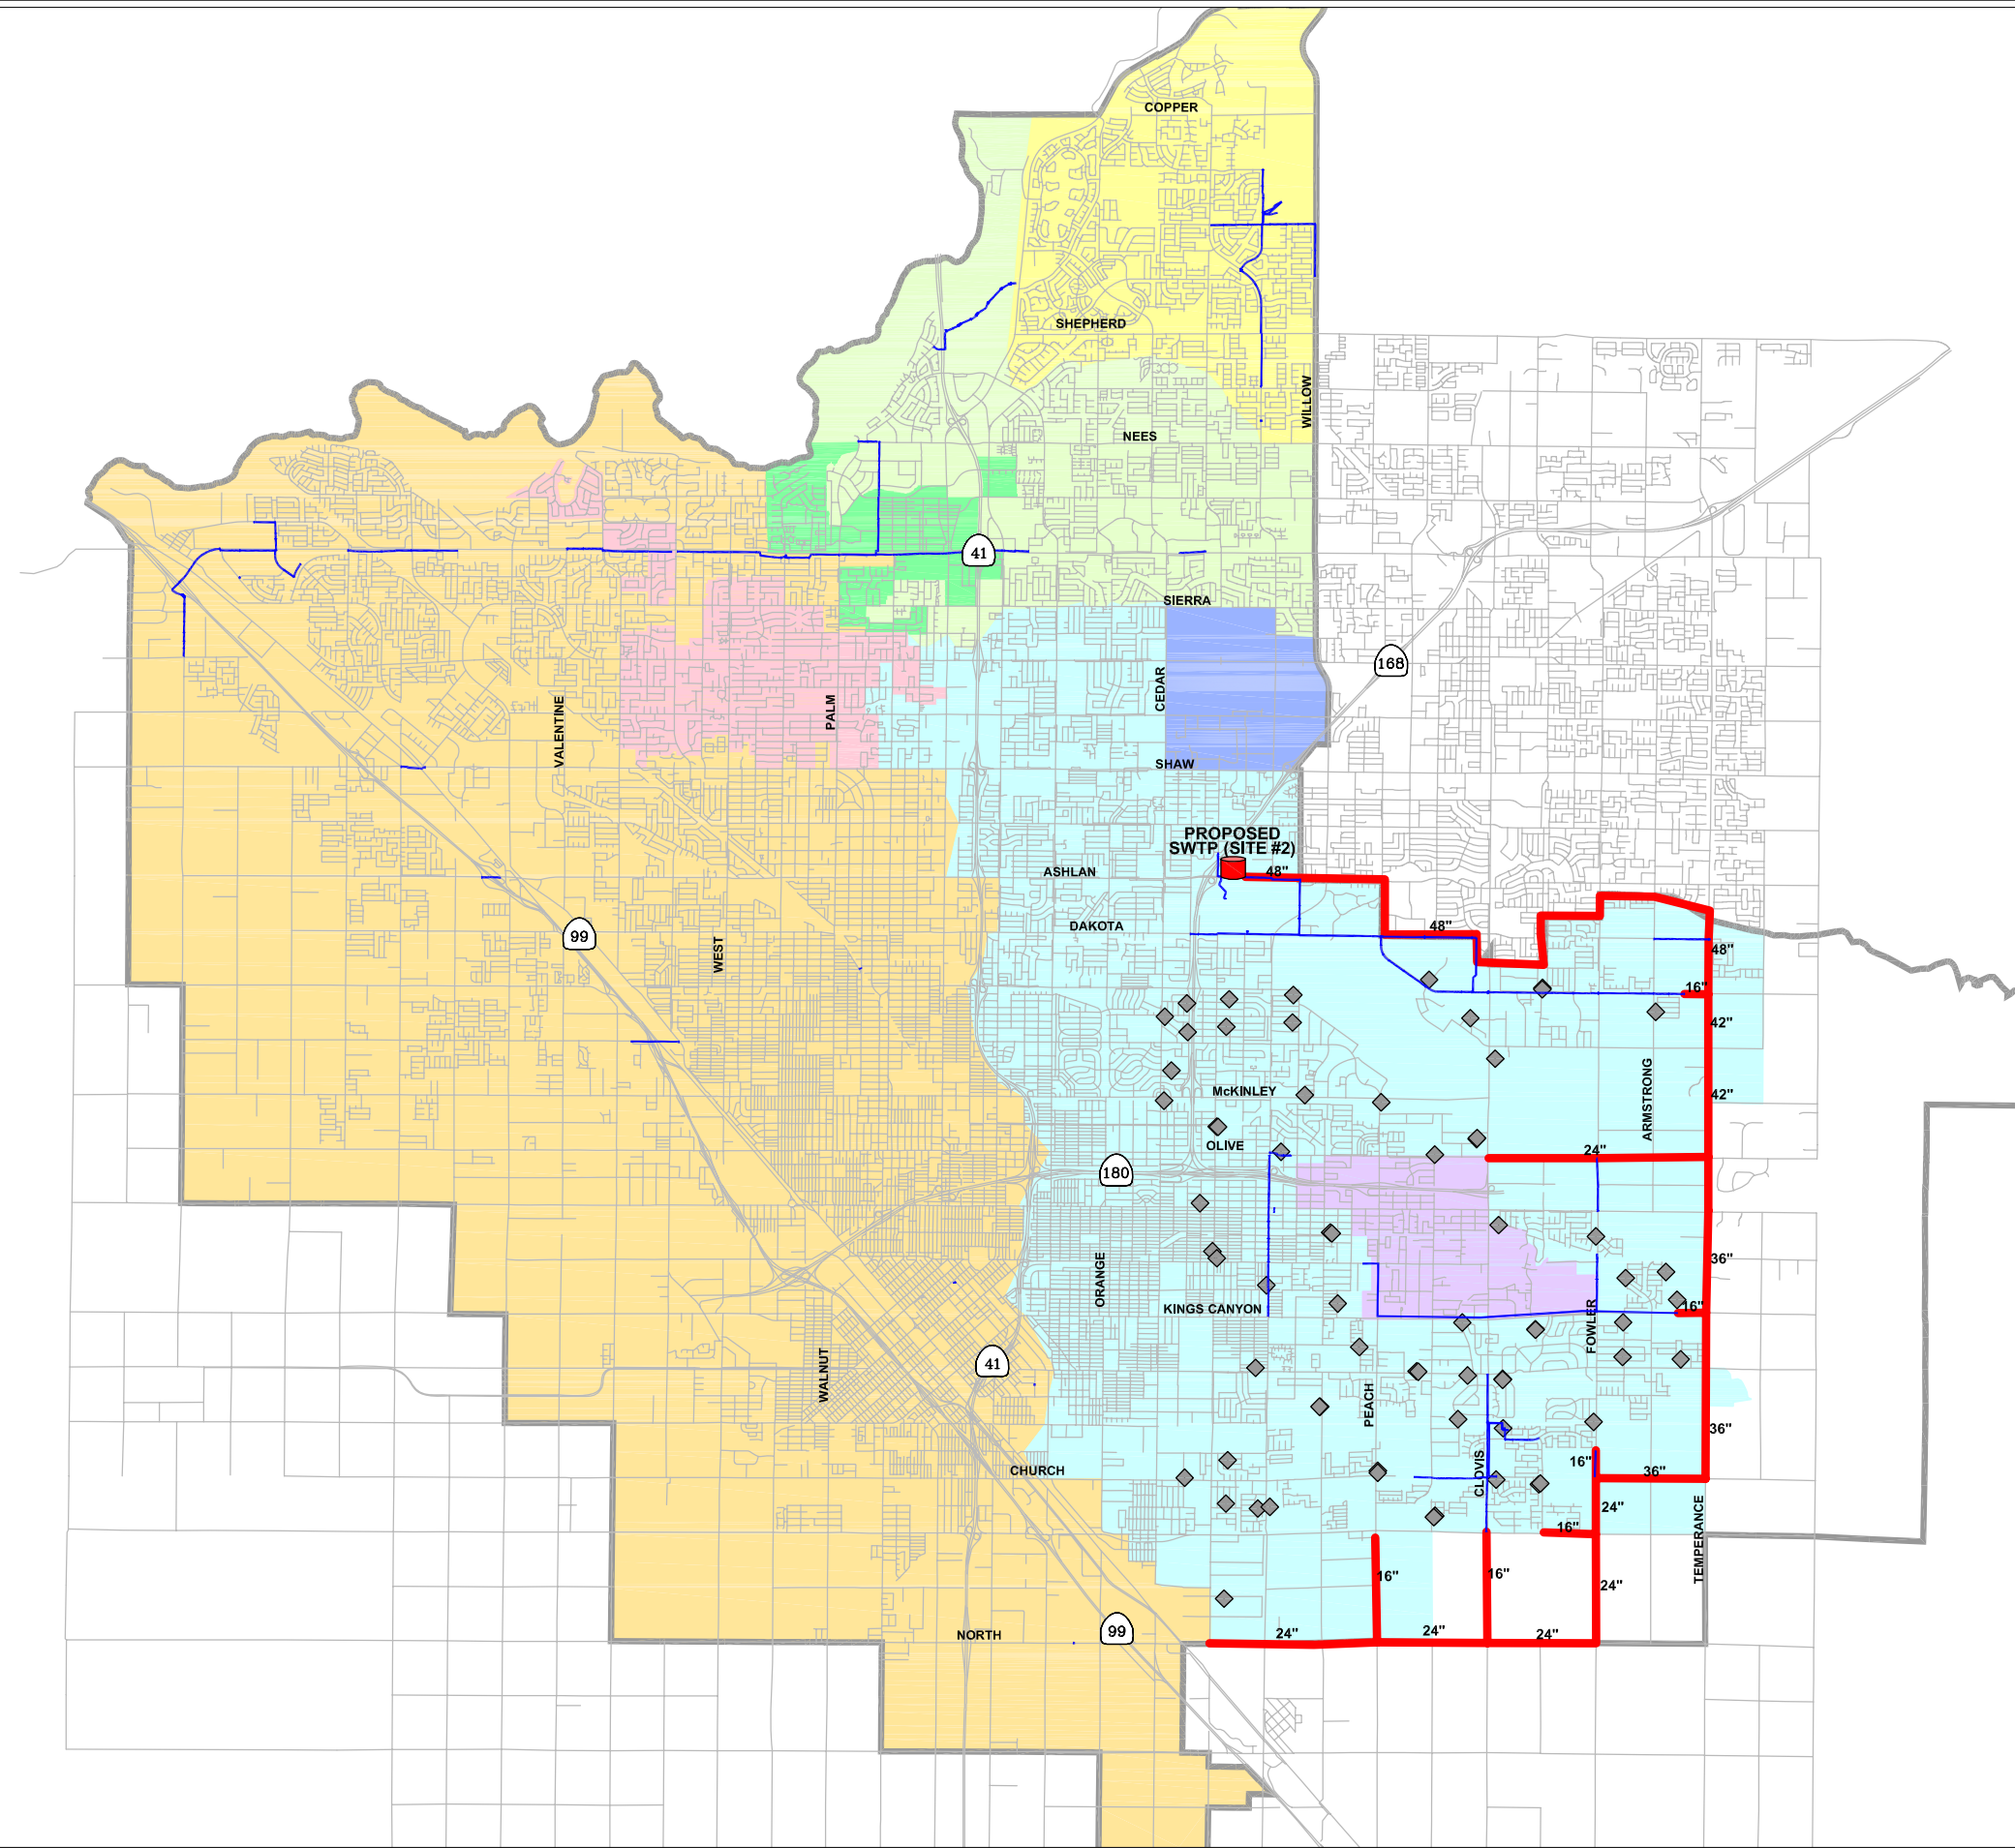 COPPER
SHEPHERD
WILLOW
NEES
41
SIERRA
168
CEDAR
PALM
VALENTINE
SHAW
PROPOSED
SWTP (SITE #2)
ASHLAN
48"
DAKOTA
48"
99
WEST
48"
16"
42"
McKINLEY
42"
ARMSTRONG
OLIVE
24"
180
ORANGE
36"
KINGS CANYON
16"
FOWLER
41
WALNUT
PEACH
36"
CHURCH
CLOVIS
16"
36"
24"
16"
TEMPERANCE
16"
16"
24"
99
NORTH
24"
24"
24"